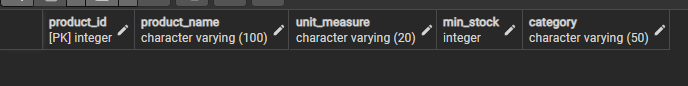 product_id product_name unit_measure min_stock category
[PK] integer character varying (100) character varying (20) integer character varying (50)